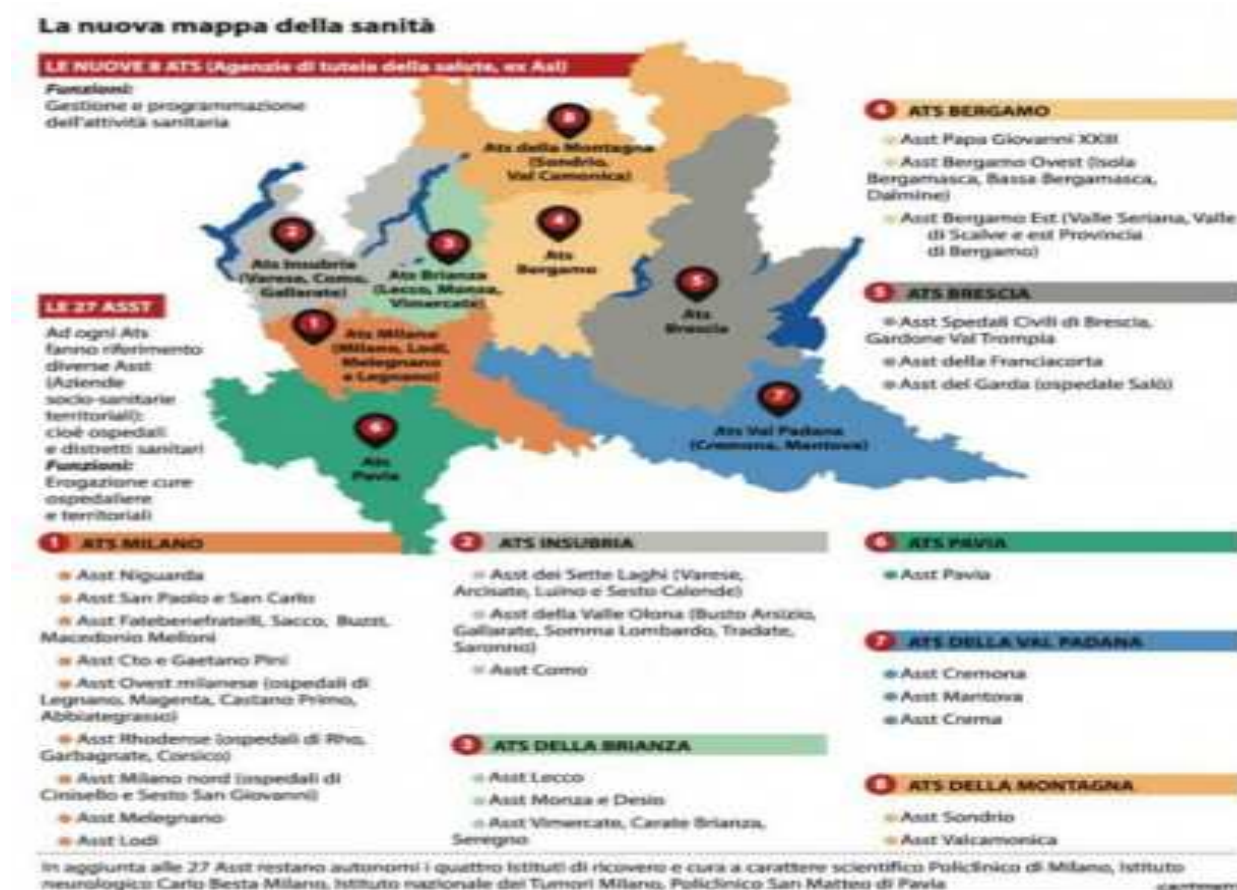 La nuova mappa della sanità
LE NUOVE 8 ATS (Agenzie di tutela della salute, ex Asl)
Funzioni:
Gestione e programmazione
dell'attività sanitaria
8
Ats della Montagna
(Sondrio,
Val Camonica)
2
Ats Insubria
(Varese, Como,
Gallarate)
3
Ats Brianza
(Lecco, Monza,
Vimercate)
4
Ats
Bergamo
5
Ats
Brescia
1
Ats Milano
(Milano, Lodi,
Melegnano
e Legnano)
7
Ats Val Padana
(Cremona, Mantova)
6
Ats
Pavia
LE 27 ASST
Ad ogni Ats
fanno riferimento
diverse Asst
(Aziende
socio-sanitarie
territoriali):
cioè ospedali
e distretti sanitari
Funzioni:
Erogazione cure
ospedaliere
e territoriali
4 ATS BERGAMO
Asst Papa Giovanni XXIII
Asst Bergamo Ovest (Isola
Bergamasca, Bassa Bergamasca,
Dalmine)
Asst Bergamo Est (Valle Seriana, Valle
di Scalve e est Provincia
di Bergamo)
5 ATS BRESCIA
Asst Spedali Civili di Brescia,
Gardone Val Trompia
Asst della Franciacorta
Asst del Garda (ospedale Salò)
1 ATS MILANO
Asst Niguarda
Asst San Paolo e San Carlo
Asst Fatebenefratelli, Sacco, Buzzi,
Macedonio Melloni
Asst Cto e Gaetano Pini
Asst Ovest milanese (ospedali di
Legnano, Magenta, Castano Primo,
Abbiategrasso)
Asst Rhodense (ospedali di Rho,
Garbagnate, Corsico)
Asst Milano nord (ospedali di
Cinisello e Sesto San Giovanni)
Asst Melegnano
Asst Lodi
2 ATS INSUBRIA
Asst dei Sette Laghi (Varese,
Arcisate, Luino e Sesto Calende)
Asst della Valle Olona (Busto Arsizio,
Gallarate, Somma Lombardo, Tradate,
Saronno)
Asst Como
3 ATS DELLA BRIANZA
Asst Lecco
Asst Monza e Desio
Asst Vimercate, Carate Brianza,
Seregno
6 ATS PAVIA
Asst Pavia
7 ATS DELLA VAL PADANA
Asst Cremona
Asst Mantova
Asst Crema
8 ATS DELLA MONTAGNA
Asst Sondrio
Asst Valcamonica
In aggiunta alle 27 Asst restano autonomi i quattro Istituti di ricovero e cura a carattere scientifico Policlinico di Milano, Istituto
neurologico Carlo Besta Milano, Istituto nazionale dei Tumori Milano, Policlinico San Matteo di Pavia